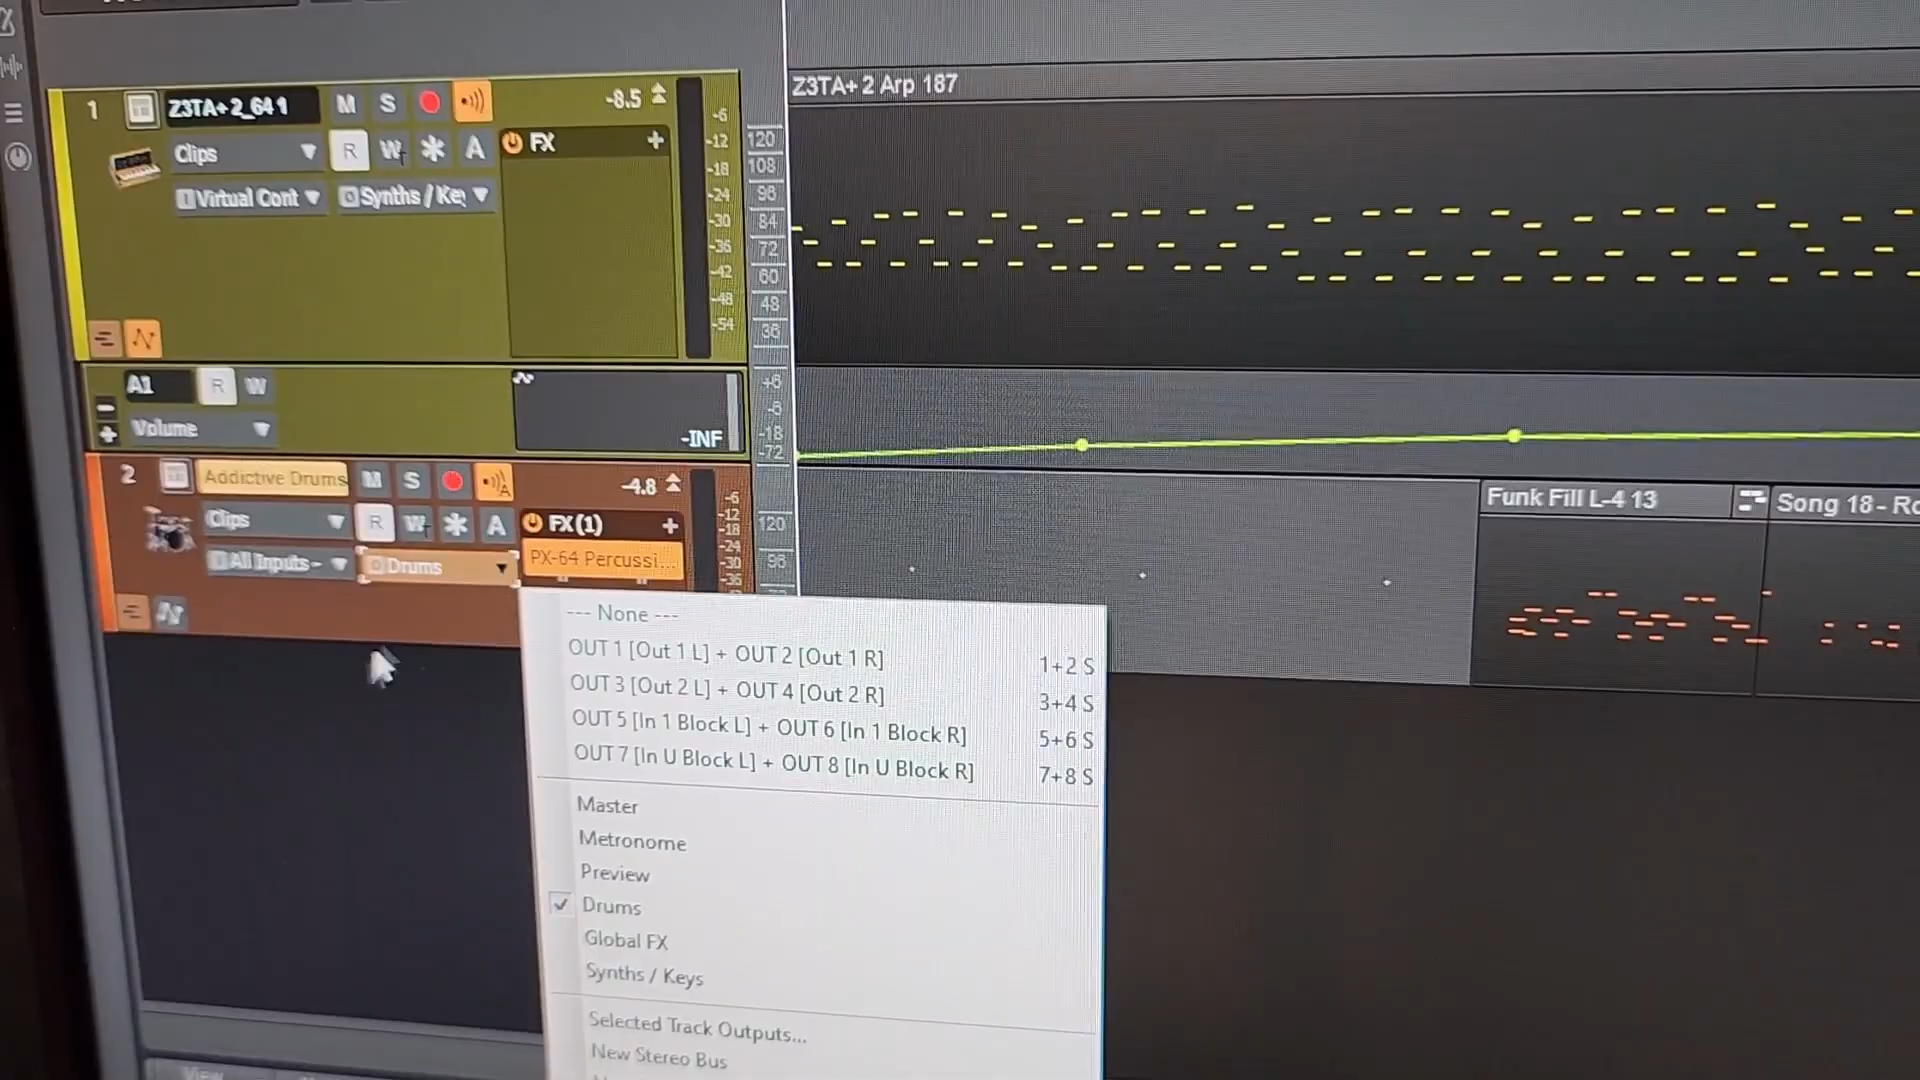 1 Z3TA+2_64 1 M S -8.5
Clips R W * A FX +
Virtual Cont Synths / Key
-6
-12
-18
-24
-30
-36
-42
-48
-54
120
108
96
84
72
60
48
36
Z3TA+ 2 Arp 187
A1 R W
Volume
-INF
+6
-6
-18
-72
2 Addictive Drums M S A -4.8
Clips R W * A FX(1) +
All Inputs- Drums PX-64 Percussi...
-6
-12
-18
-24
-30
-36
120
96
Funk Fill L-4 13
Song 18 - Ro
--- None ---
OUT 1 [Out 1 L] + OUT 2 [Out 1 R] 1+2 S
OUT 3 [Out 2 L] + OUT 4 [Out 2 R] 3+4 S
OUT 5 [In 1 Block L] + OUT 6 [In 1 Block R] 5+6 S
OUT 7 [In U Block L] + OUT 8 [In U Block R] 7+8 S
Master
Metronome
Preview
Drums
Global FX
Synths / Keys
Selected Track Outputs...
New Stereo Bus
View